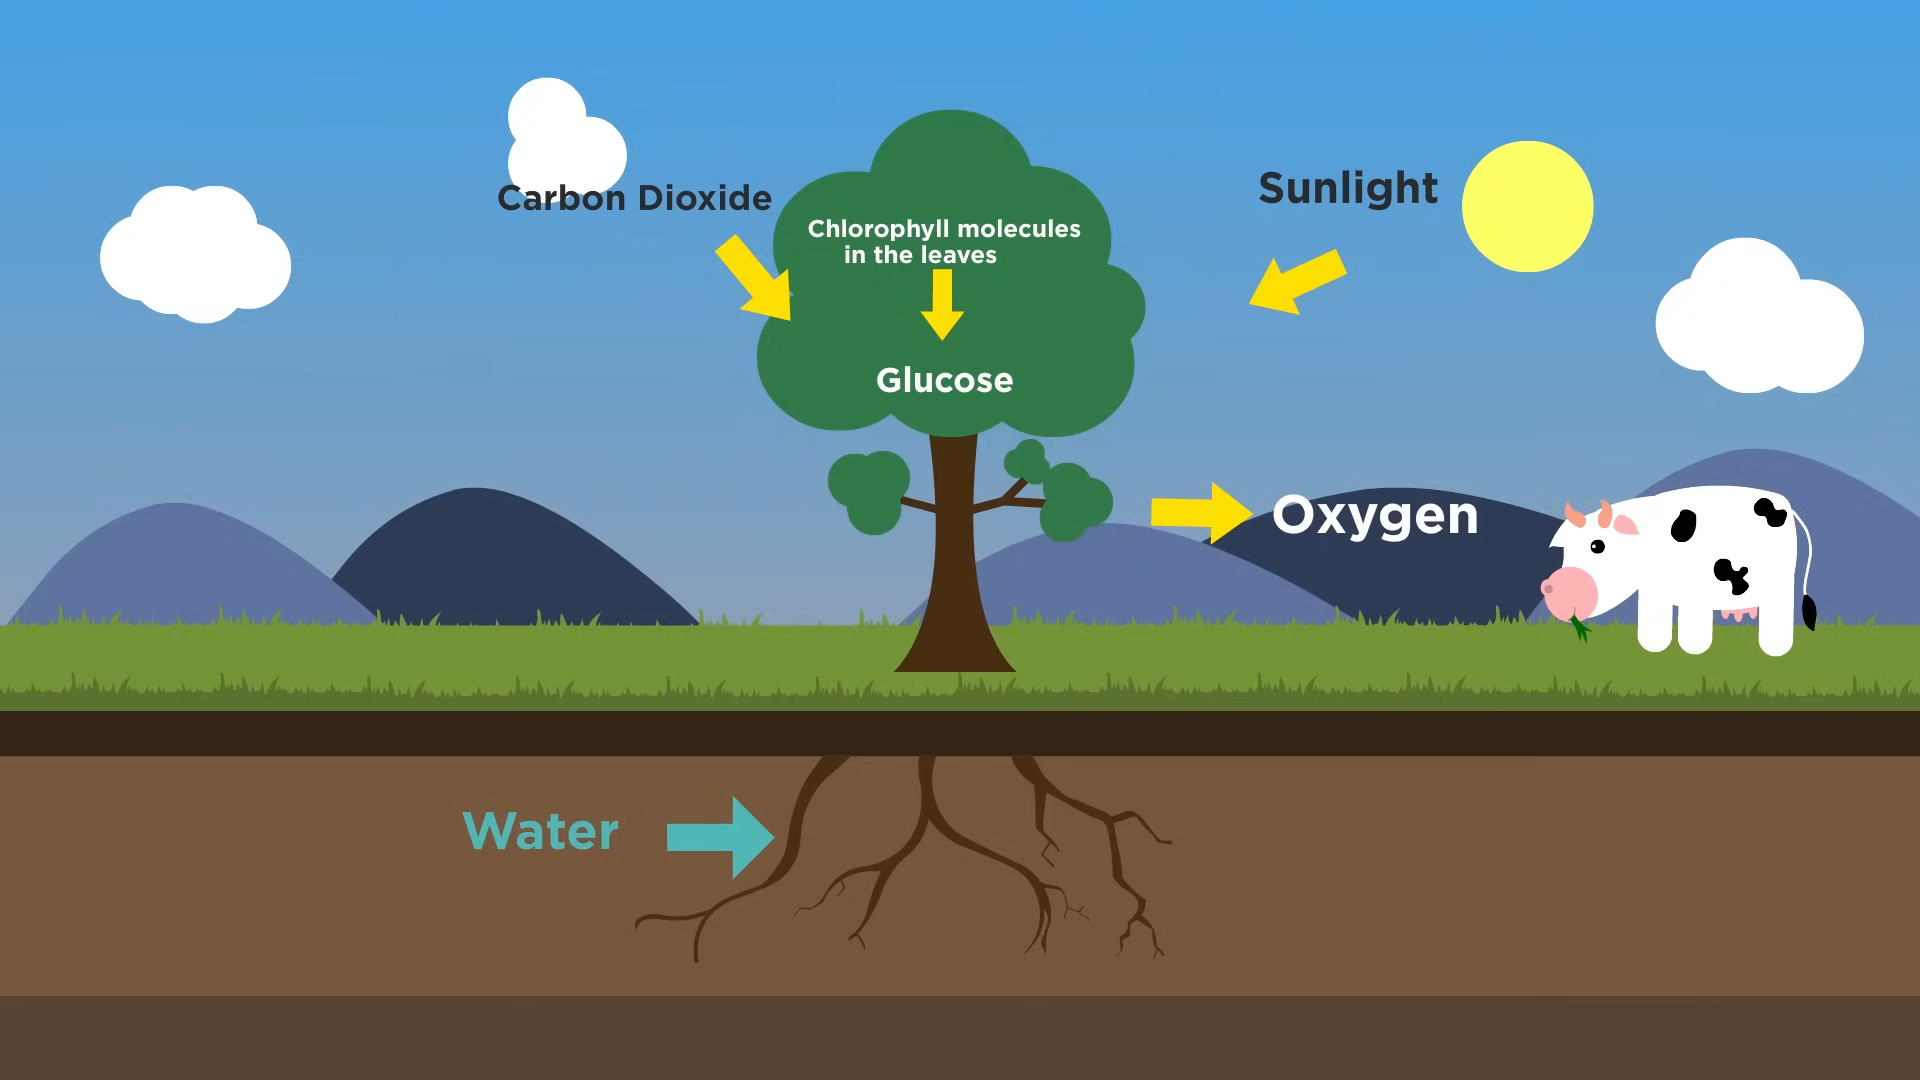 Sunlight
Carbon Dioxide
Chlorophyll molecules
in the leaves
Glucose
Oxygen
Water